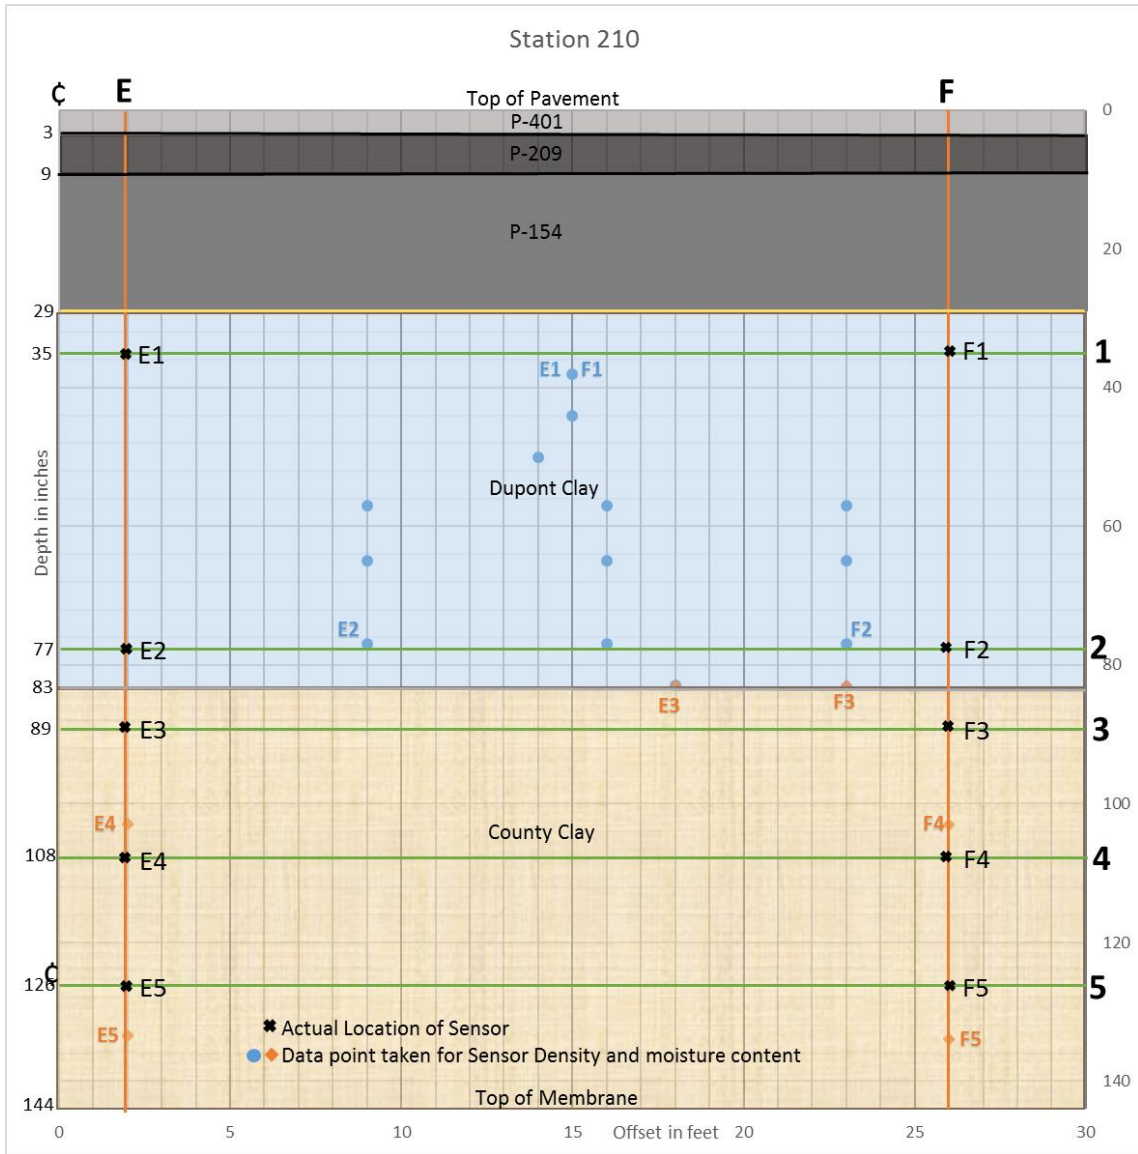 Station 210
₵ E F
Top of Pavement
0
P-401
3
P-209
9
P-154
20
29
35 E1 F1 1
E1 F1
40
Dupont Clay
Depth in inches
60
E2 F2
77 E2 F2 2
80
83
E3 F3
89 E3 F3 3
100
E4 F4
County Clay
108 E4 F4 4
120
₵
126 E5 F5 5
Actual Location of Sensor
E5 F5
Data point taken for Sensor Density and moisture content
140
Top of Membrane
144
0 5 10 15 Offset in feet 20 25 30